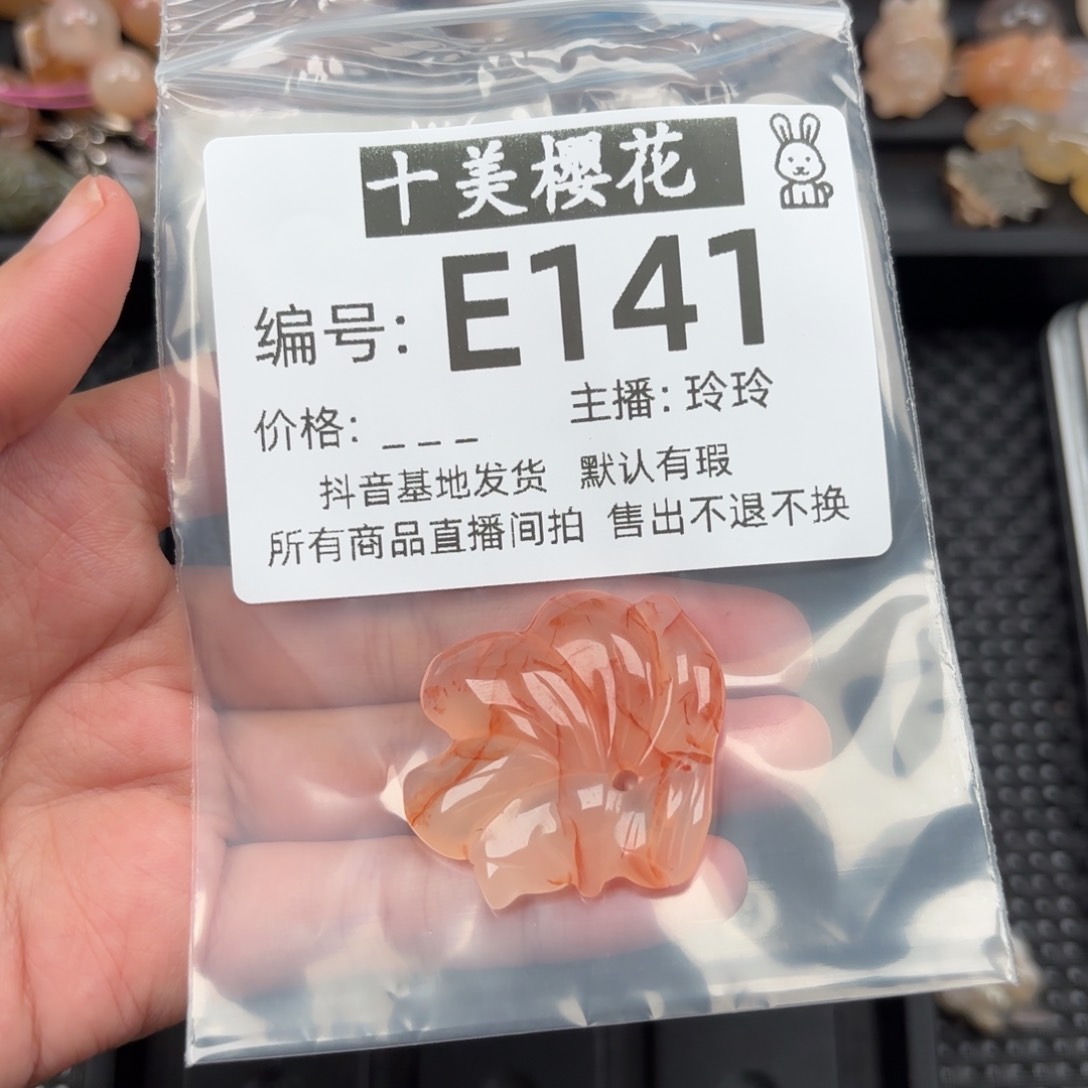 十美樱花
编号: E141
价格: _ _ _ 主播: 玲玲
抖音基地发货 默认有瑕
所有商品直播间拍 售出不退不换